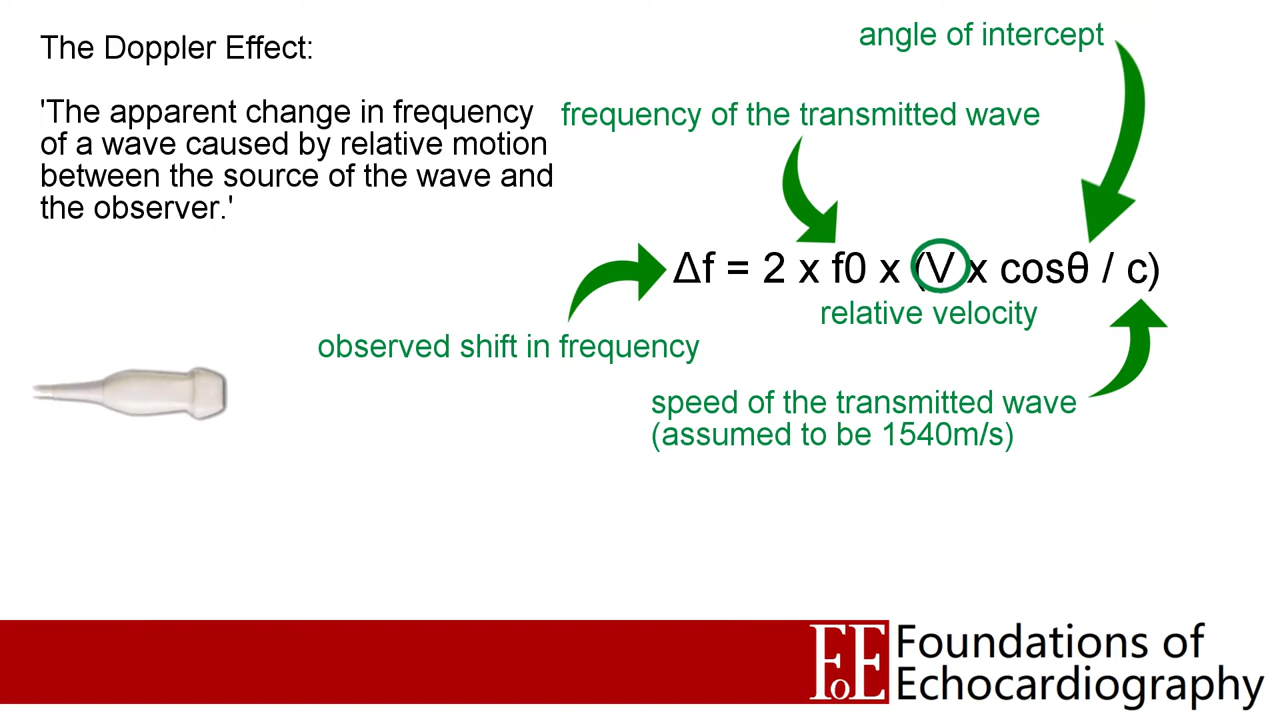 The Doppler Effect:
'The apparent change in frequency
of a wave caused by relative motion
between the source of the wave and
the observer.'
angle of intercept
frequency of the transmitted wave
Δf = 2 x f0 x (V x cosθ / c)
relative velocity
observed shift in frequency
speed of the transmitted wave
(assumed to be 1540m/s)
FoE
Foundations of
Echocardiography